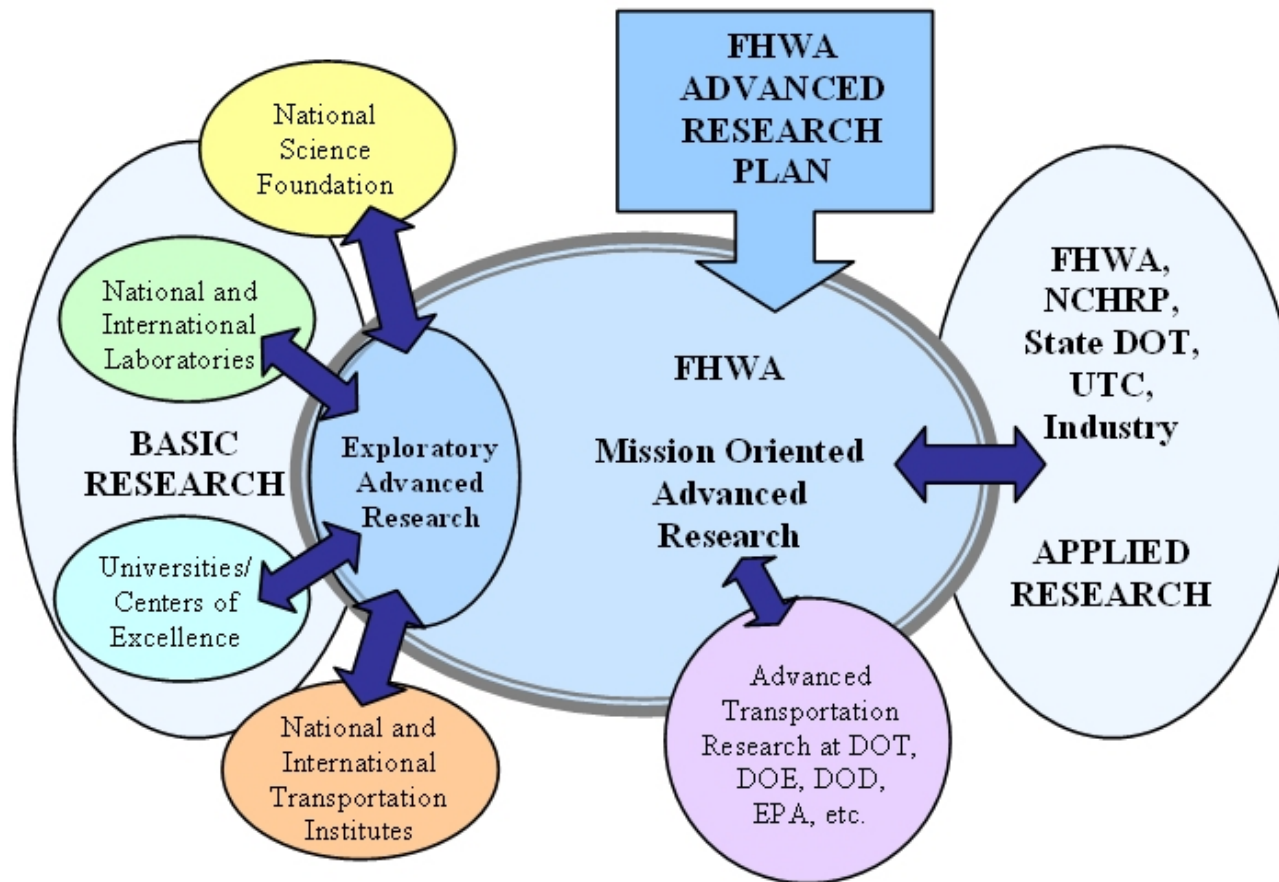 FHWA
ADVANCED
RESEARCH
PLAN
National
Science
Foundation
National and
International
Laboratories
BASIC
RESEARCH
Universities/
Centers of
Excellence
National and
International
Transportation
Institutes
Exploratory
Advanced
Research
FHWA
Mission Oriented
Advanced
Research
Advanced
Transportation
Research at DOT,
DOE, DOD,
EPA, etc.
FHWA,
NCHRP,
State DOT,
UTC,
Industry
APPLIED
RESEARCH